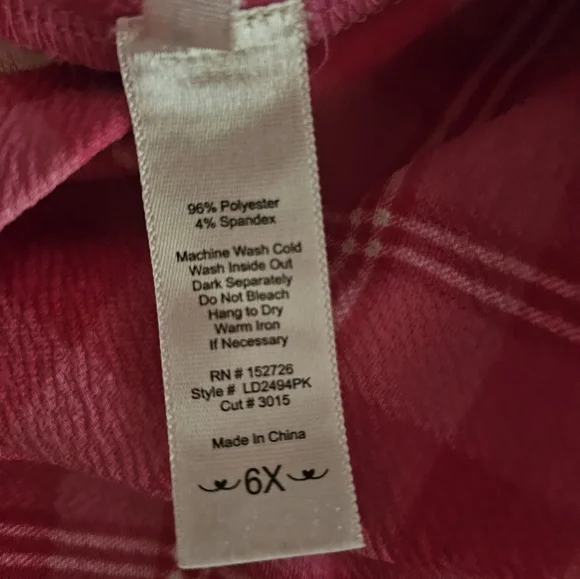 96% Polyester
4% Spandex
Machine Wash Cold
Wash Inside Out
Dark Separately
Do Not Bleach
Hang to Dry
Warm Iron
If Necessary
RN # 152726
Style # LD2494PK
Cut # 3015
Made In China
6X